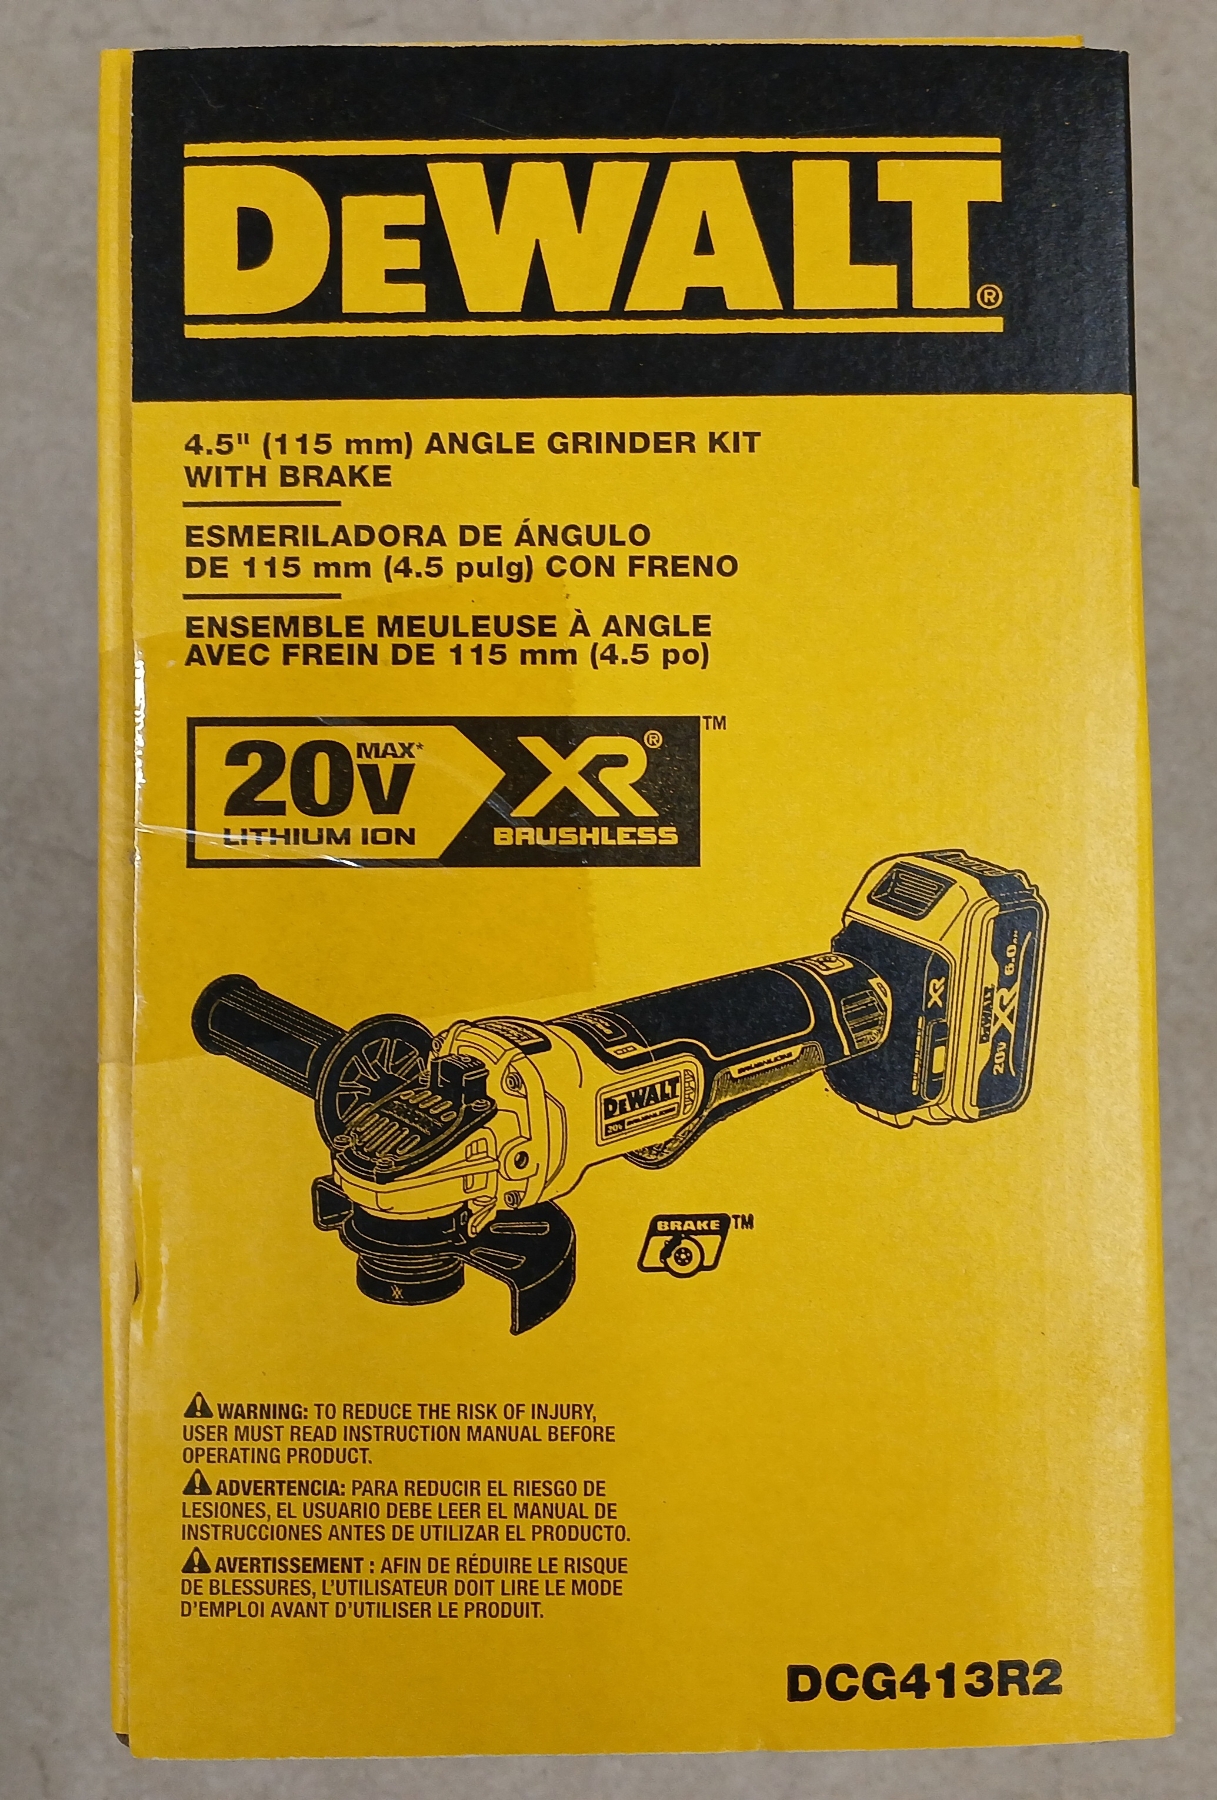 DEWALT®
4.5" (115 mm) ANGLE GRINDER KIT
WITH BRAKE
ESMERILADORA DE ÁNGULO
DE 115 mm (4.5 pulg) CON FRENO
ENSEMBLE MEULEUSE À ANGLE
AVEC FREIN DE 115 mm (4.5 po)
20V MAX* XR® ™
LITHIUM ION BRUSHLESS
XR
DEWALT
20V XR 6.0Ah
DEWALT
20V BRUSHLESS
BRAKE™
⚠ WARNING: TO REDUCE THE RISK OF INJURY,
USER MUST READ INSTRUCTION MANUAL BEFORE
OPERATING PRODUCT.
⚠ ADVERTENCIA: PARA REDUCIR EL RIESGO DE
LESIONES, EL USUARIO DEBE LEER EL MANUAL DE
INSTRUCCIONES ANTES DE UTILIZAR EL PRODUCTO.
⚠ AVERTISSEMENT : AFIN DE RÉDUIRE LE RISQUE
DE BLESSURES, L'UTILISATEUR DOIT LIRE LE MODE
D'EMPLOI AVANT D'UTILISER LE PRODUIT.
DCG413R2